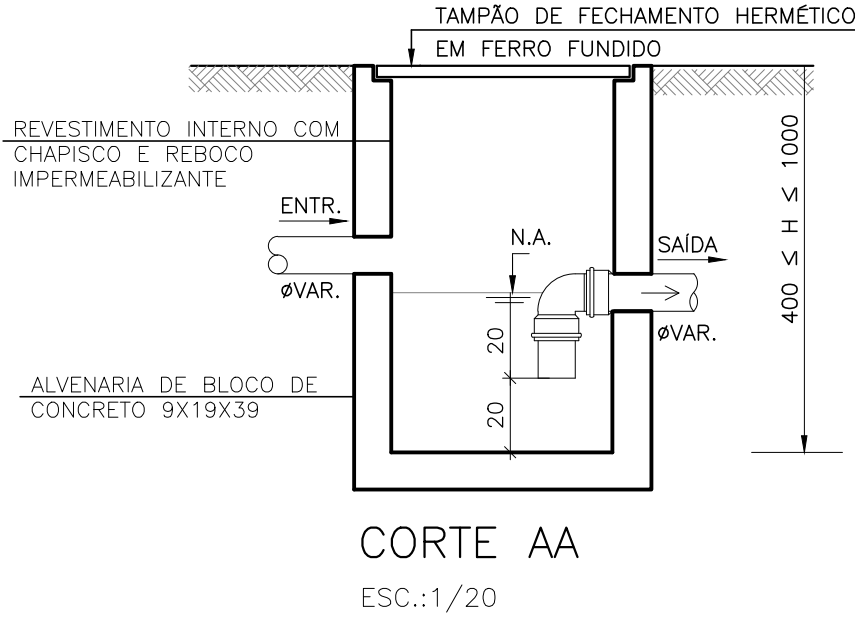 TAMPÃO DE FECHAMENTO HERMÉTICO
EM FERRO FUNDIDO
REVESTIMENTO INTERNO COM
CHAPISCO E REBOCO
IMPERMEABILIZANTE
ENTR.
øVAR.
N.A.
SAÍDA
øVAR.
400 ≤ H ≤ 1000
20
20
ALVENARIA DE BLOCO DE
CONCRETO 9X19X39
CORTE AA
ESC.:1/20